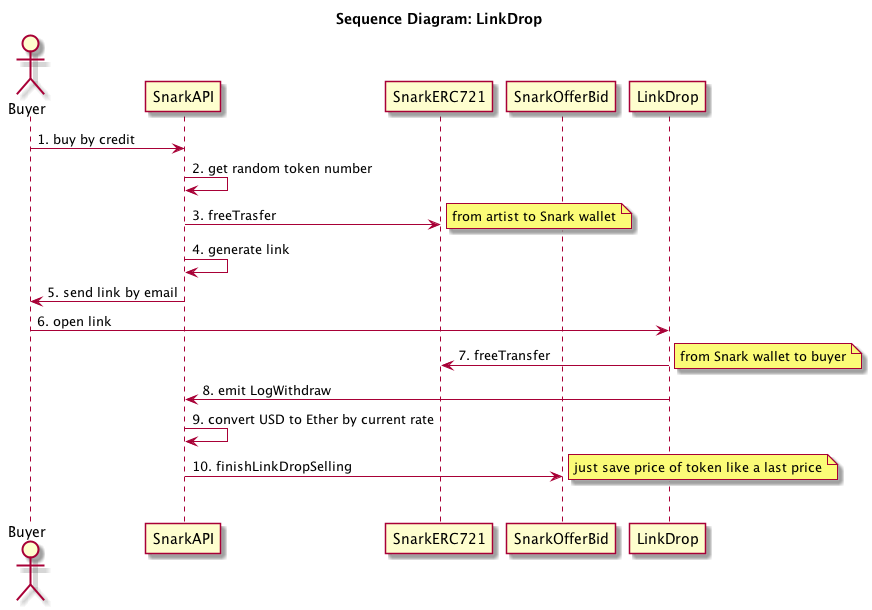 Sequence Diagram: LinkDrop
Buyer
SnarkAPI
SnarkERC721
SnarkOfferBid
LinkDrop
1. buy by credit
2. get random token number
3. freeTrasfer
from artist to Snark wallet
4. generate link
5. send link by email
6. open link
7. freeTransfer
from Snark wallet to buyer
8. emit LogWithdraw
9. convert USD to Ether by current rate
10. finishLinkDropSelling
just save price of token like a last price
Buyer
SnarkAPI
SnarkERC721
SnarkOfferBid
LinkDrop